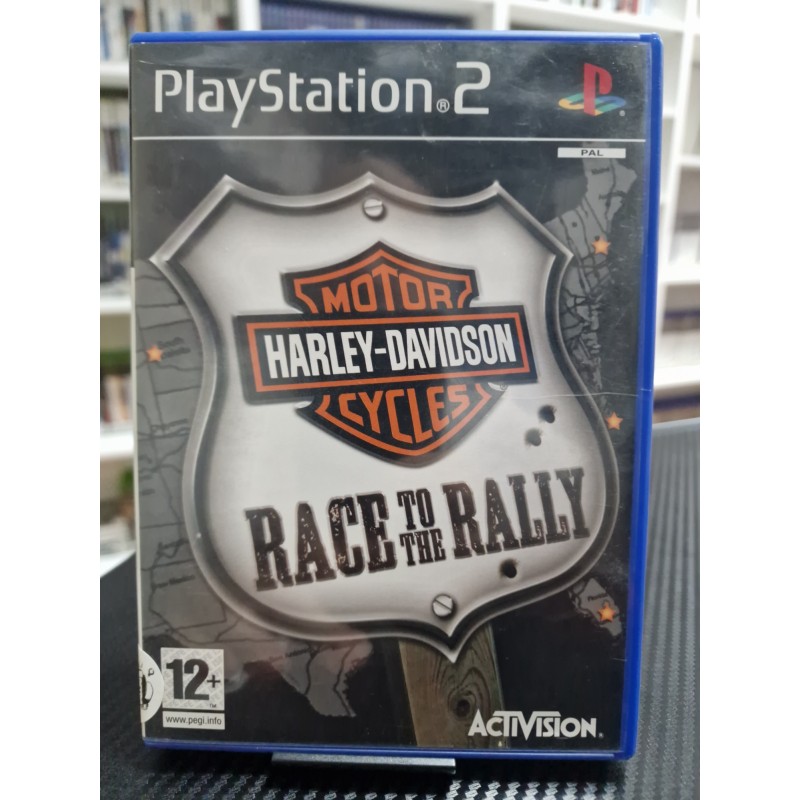 PlayStation®2
PAL
MOTOR
HARLEY-DAVIDSON
CYCLES
RACE TO THE RALLY
12+
www.pegi.info
ACTIVISION®